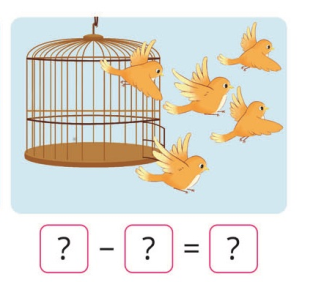 ? - ? = ?